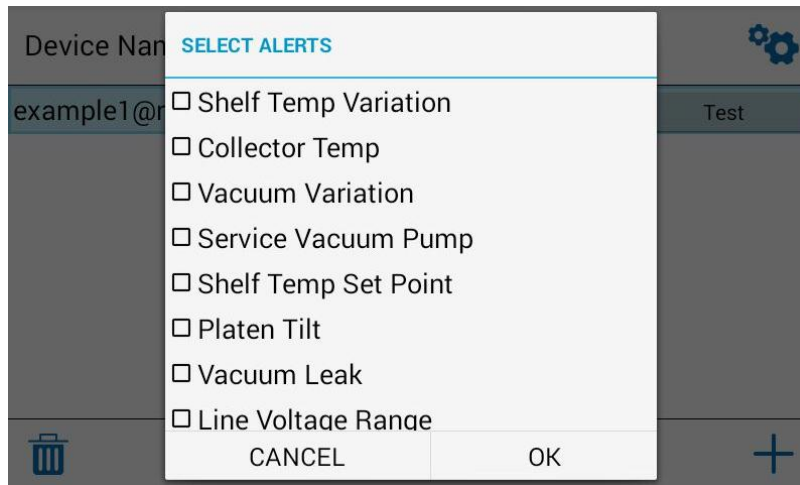 Device Nan
SELECT ALERTS
example1@r
Test
Shelf Temp Variation
Collector Temp
Vacuum Variation
Service Vacuum Pump
Shelf Temp Set Point
Platen Tilt
Vacuum Leak
Line Voltage Range
CANCEL
OK